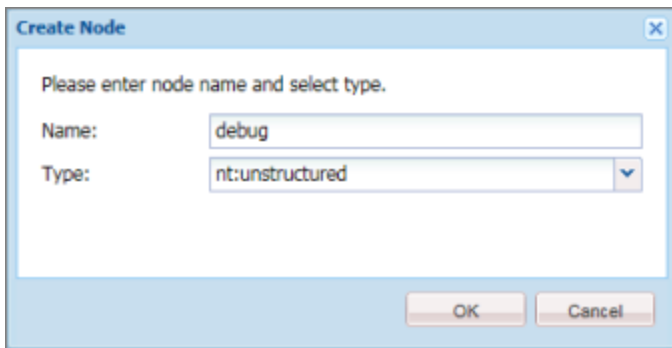 Create Node
Please enter node name and select type.
Name: debug
Type: nt:unstructured
OK Cancel